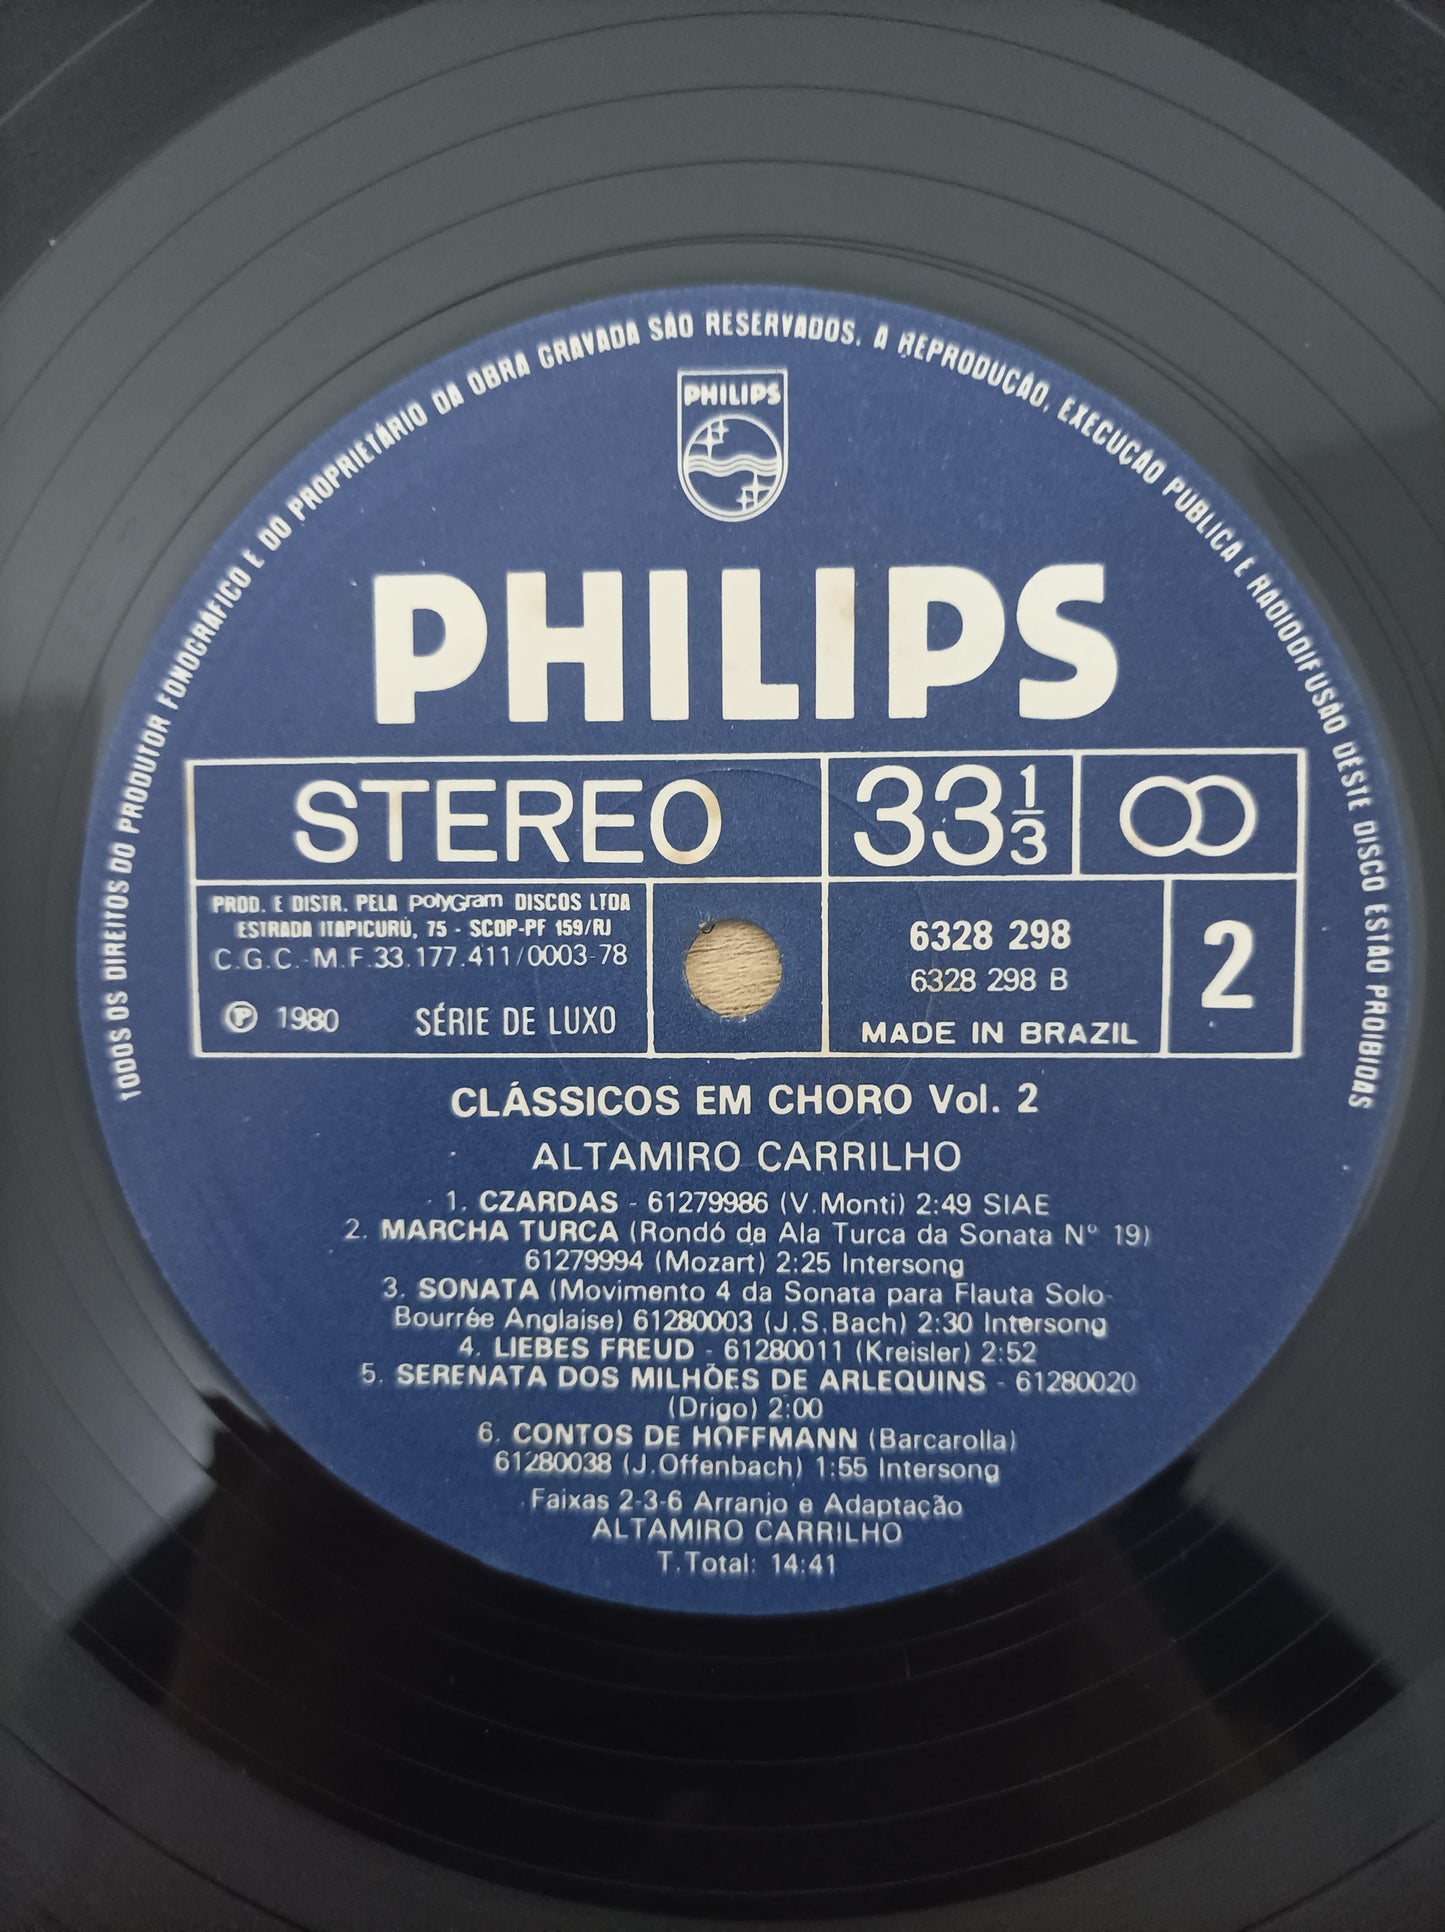 TODOS OS DIREITOS DO PRODUTOR FONOGRÁFICO E DO PROPRIETÁRIO DA OBRA GRAVADA SÃO RESERVADOS. A REPRODUÇÃO, EXECUÇÃO PÚBLICA E RADIODIFUSÃO DESTE DISCO ESTÃO PROIBIDAS
PHILIPS
PHILIPS
STEREO
33 1/3
PROD. E DISTR. PELA polyGram DISCOS LTDA
ESTRADA ITAPICURÚ, 75 - SCDP-PF 159/RJ
C.G.C.-M.F.33.177.411/0003-78
℗ 1980 SÉRIE DE LUXO
6328 298
6328 298 B
MADE IN BRAZIL
2
CLÁSSICOS EM CHORO Vol. 2
ALTAMIRO CARRILHO
1. CZARDAS - 61279986 (V.Monti) 2:49 SIAE
2. MARCHA TURCA (Rondó da Ala Turca da Sonata Nº 19)
61279994 (Mozart) 2:25 Intersong
3. SONATA (Movimento 4 da Sonata para Flauta Solo-
Bourrée Anglaise) 61280003 (J.S.Bach) 2:30 Intersong
4. LIEBES FREUD - 61280011 (Kreisler) 2:52
5. SERENATA DOS MILHÕES DE ARLEQUINS - 61280020
(Drigo) 2:00
6. CONTOS DE HOFFMANN (Barcarolla)
61280038 (J.Offenbach) 1:55 Intersong
Faixas 2-3-6 Arranjo e Adaptação
ALTAMIRO CARRILHO
T.Total: 14:41